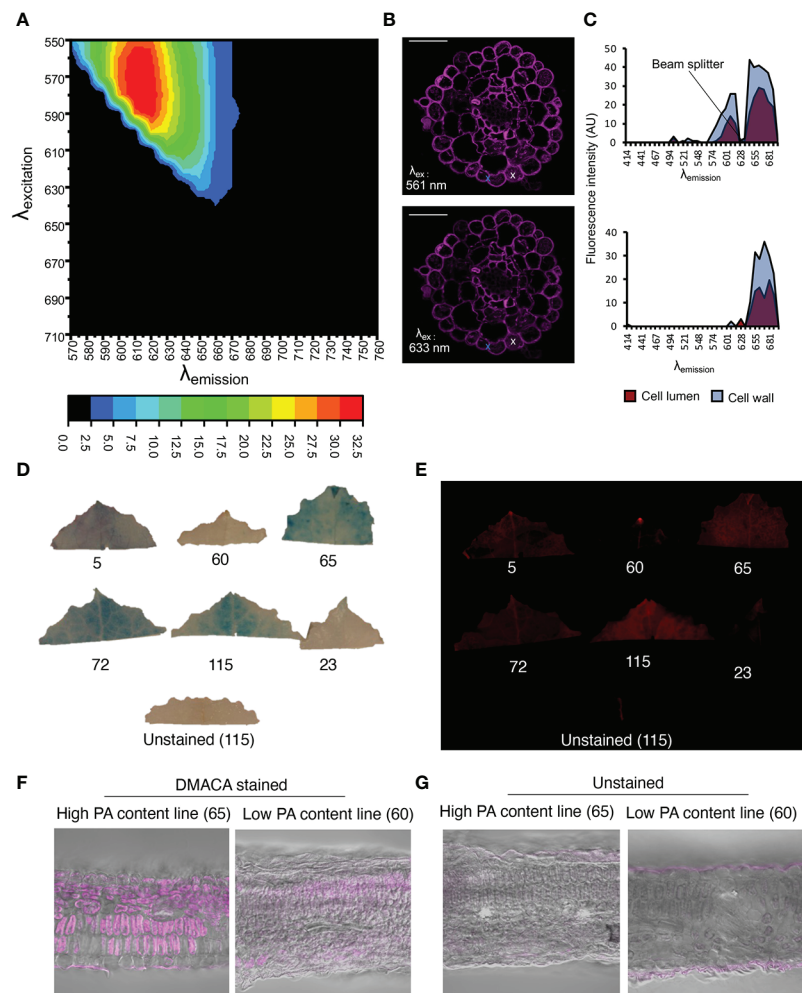 A
550
570
590
610
630
650
670
690
710
λexcitation
570
580
590
600
610
620
630
640
650
660
670
680
690
700
710
720
730
740
750
760
λemission
0.0
2.5
5.0
7.5
10.0
12.5
15.0
17.5
20.0
22.5
25.0
27.5
30.0
32.5
B
λex :
561 nm
x
x
λex :
633 nm
x
x
C
Fluorescence intensity (AU)
50
40
30
20
10
0
Beam splitter
414
441
467
494
521
548
574
601
628
655
681
λemission
40
30
20
10
0
414
441
467
494
521
548
574
601
628
655
681
λemission
Cell lumen
Cell wall
D
5
60
65
72
115
23
Unstained (115)
E
5
60
65
72
115
23
Unstained (115)
F
DMACA stained
High PA content line (65)
Low PA content line (60)
G
Unstained
High PA content line (65)
Low PA content line (60)